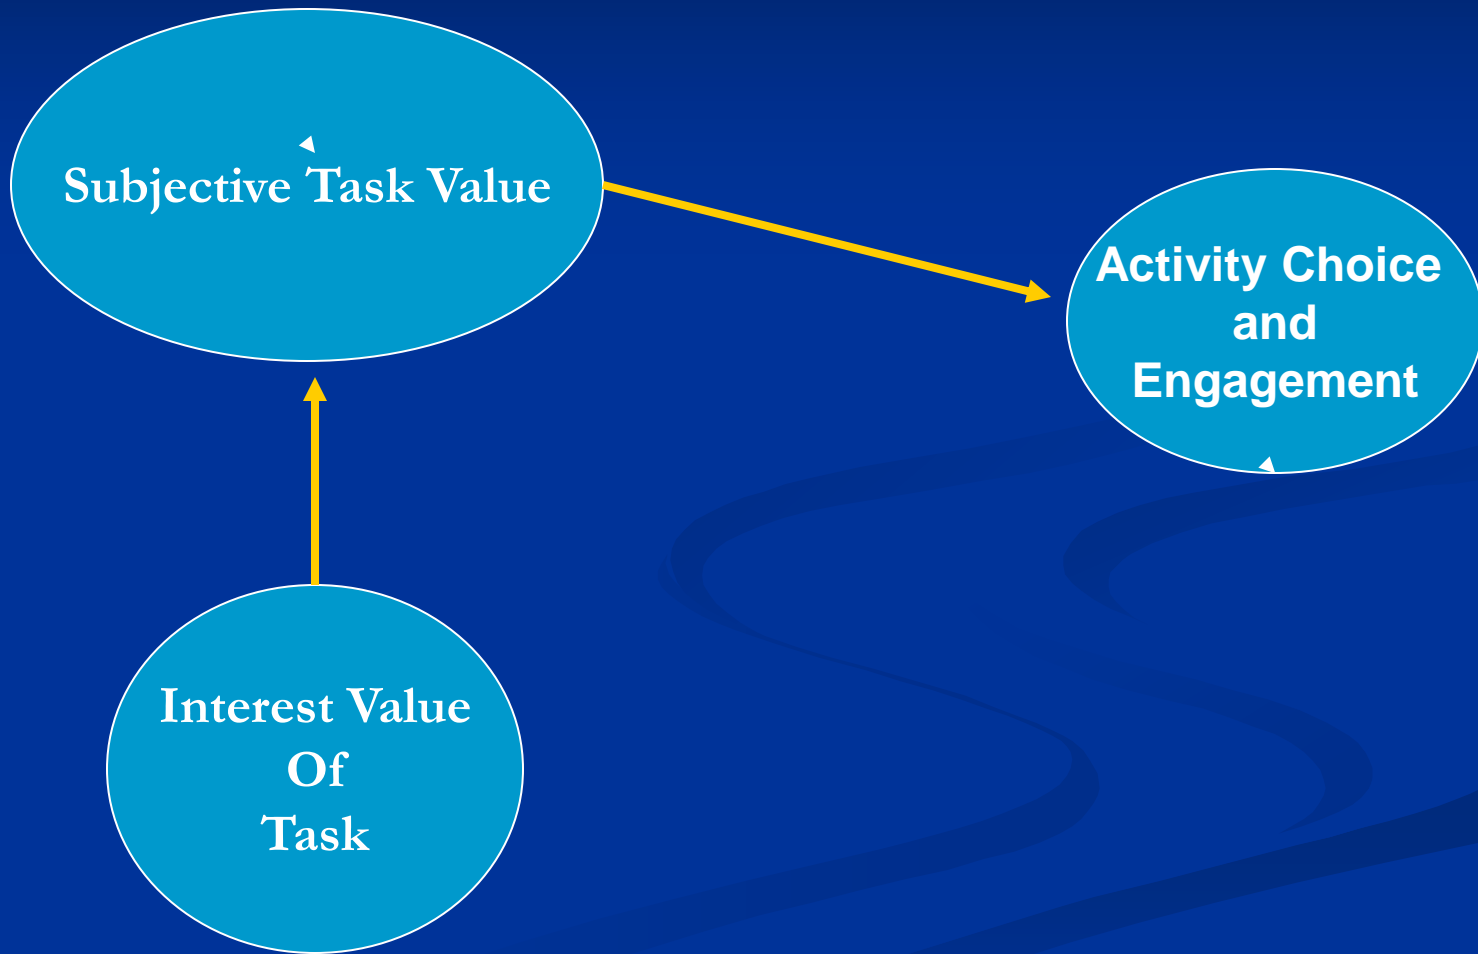 Subjective Task Value
Activity Choice
and
Engagement
Interest Value
Of
Task